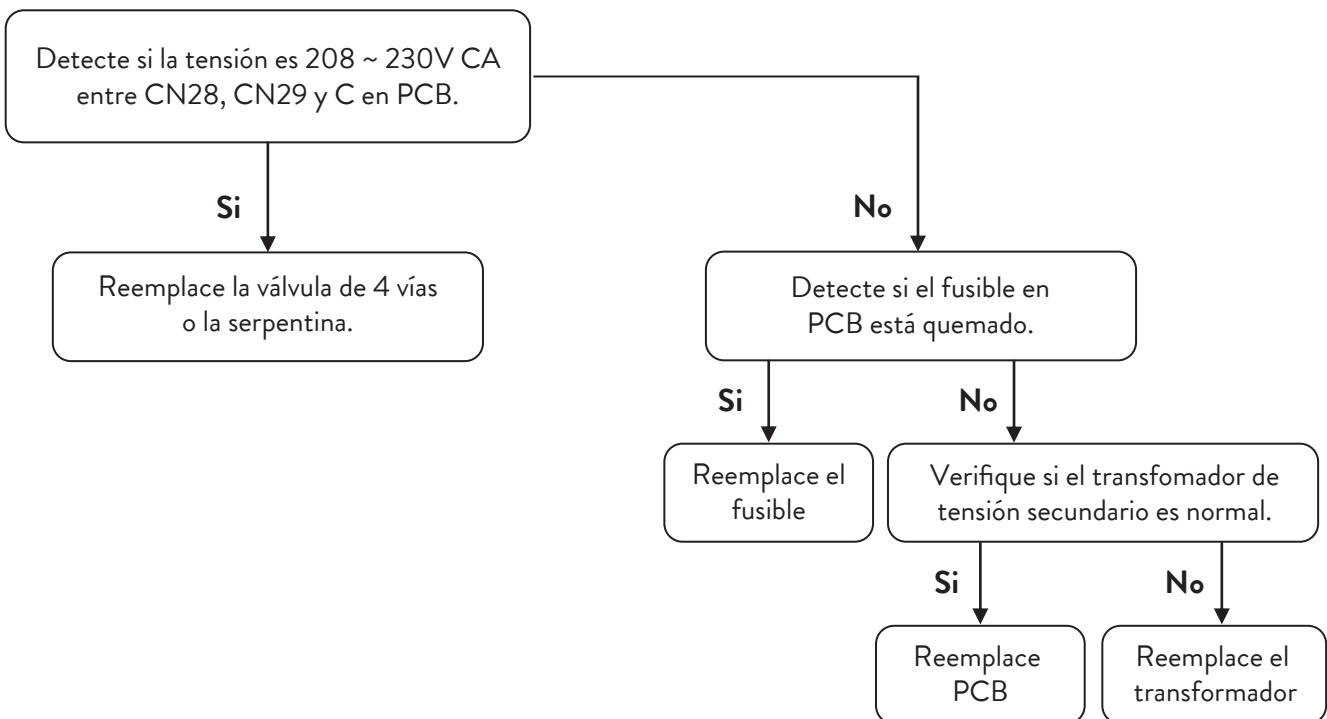 Detecte si la tensión es 208 ~ 230V CA
entre CN28, CN29 y C en PCB.
Si
No
Reemplace la válvula de 4 vías
o la serpentina.
Detecte si el fusible en
PCB está quemado.
Si
No
Reemplace el
fusible
Verifique si el transfomador de
tensión secundario es normal.
Si
No
Reemplace
PCB
Reemplace el
transformador